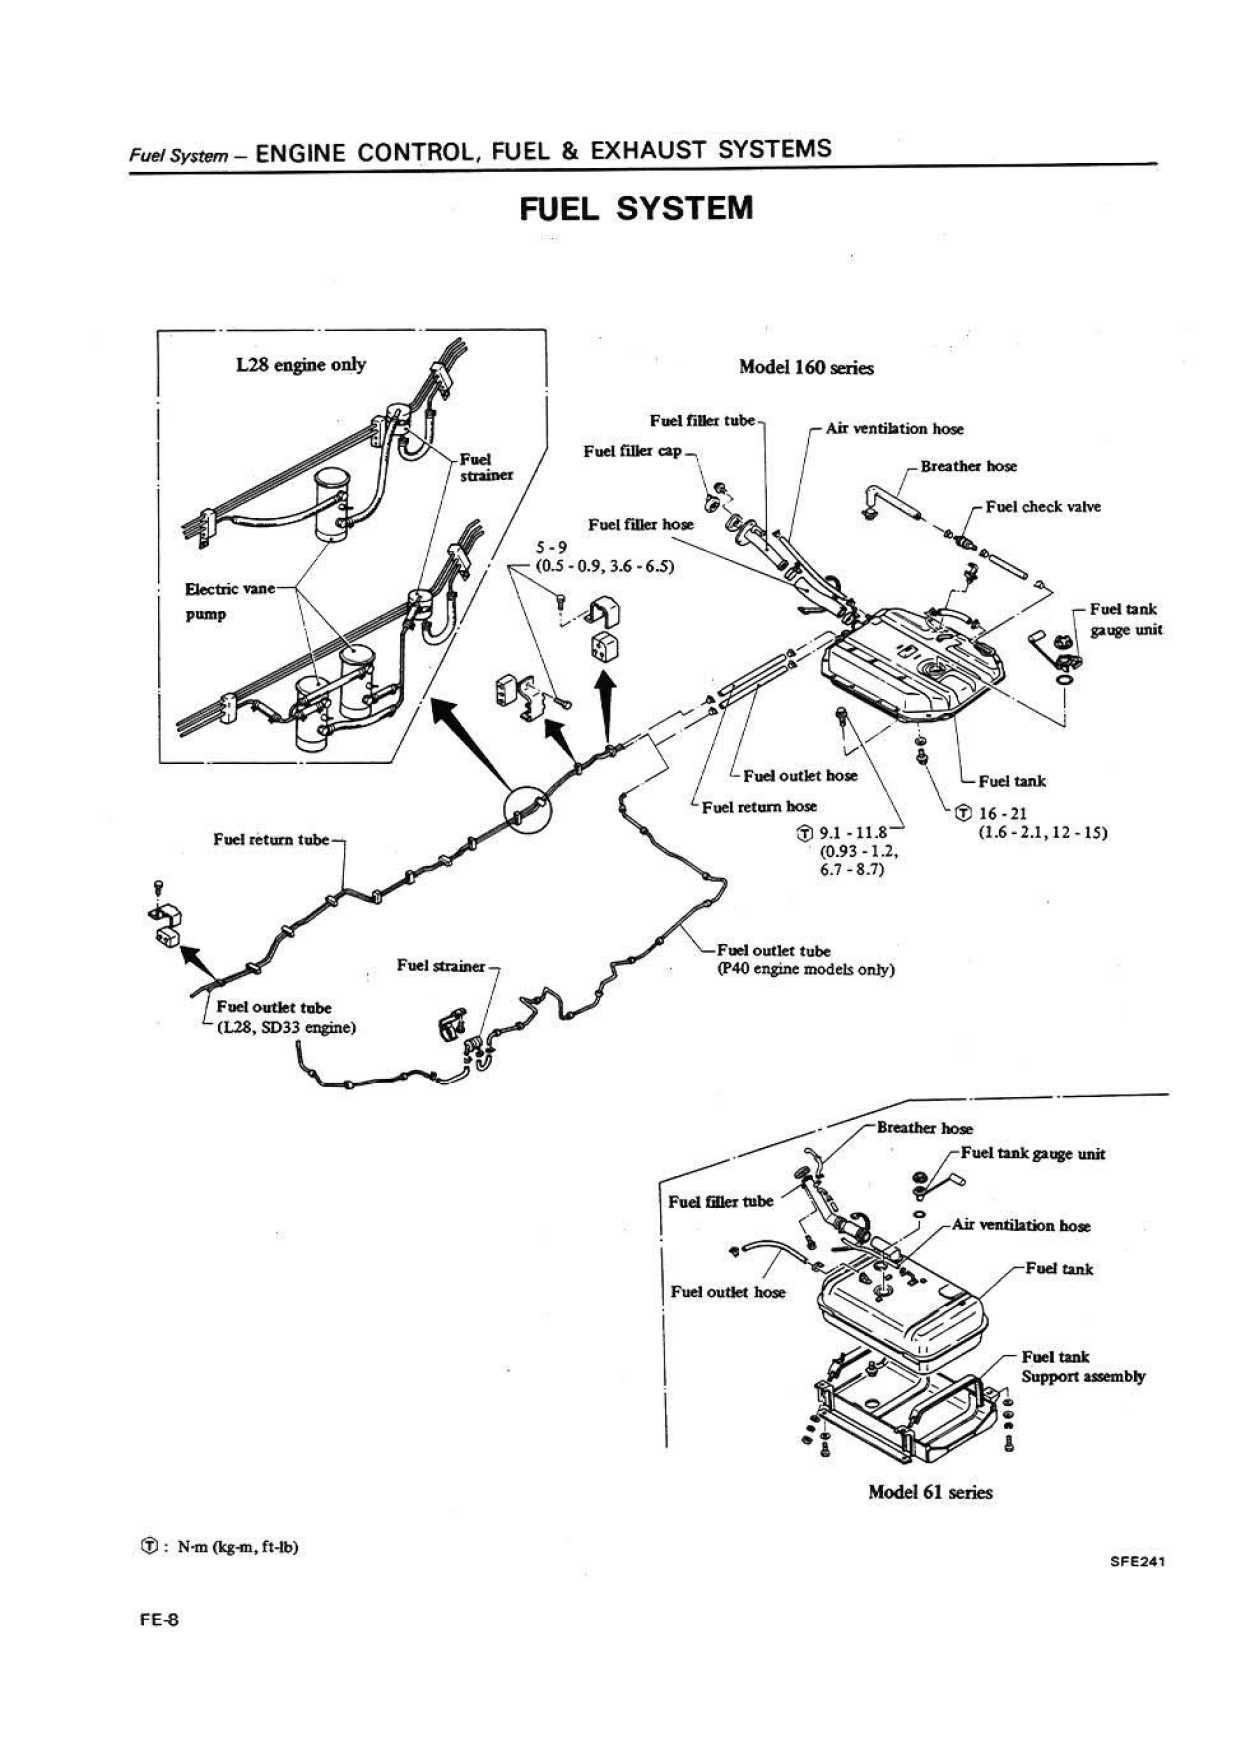 Fuel System – ENGINE CONTROL, FUEL & EXHAUST SYSTEMS
FUEL SYSTEM
L28 engine only
Fuel
strainer
Electric vane
pump
Model 160 series
Fuel filler tube
Air ventilation hose
Fuel filler cap
Breather hose
Fuel check valve
Fuel filler hose
5 - 9
(0.5 - 0.9, 3.6 - 6.5)
Fuel tank
gauge unit
Fuel outlet hose
Fuel tank
Fuel return hose
Ⓣ 16 - 21
(1.6 - 2.1, 12 - 15)
Ⓣ 9.1 - 11.8
(0.93 - 1.2,
6.7 - 8.7)
Fuel return tube
Fuel outlet tube
(P40 engine models only)
Fuel strainer
Fuel outlet tube
(L28, SD33 engine)
Breather hose
Fuel tank gauge unit
Fuel filler tube
Air ventilation hose
Fuel tank
Fuel outlet hose
Fuel tank
Support assembly
Model 61 series
Ⓣ : N·m (kg-m, ft-lb)
SFE241
FE-8